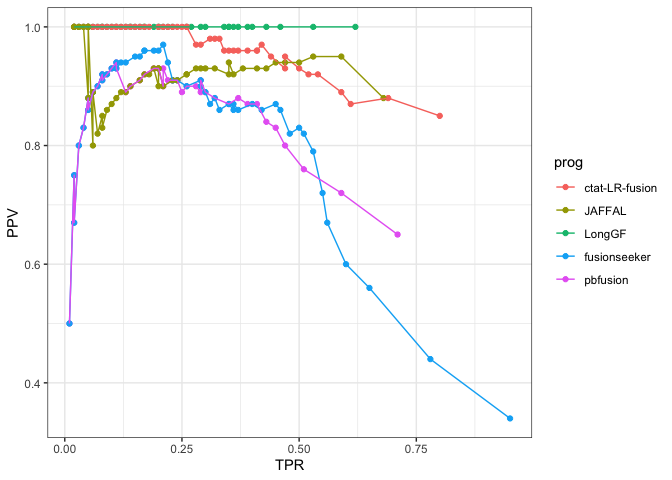 1.0
0.8
0.6
0.4
PPV
0.00
0.25
0.50
0.75
TPR
prog
ctat-LR-fusion
JAFFAL
LongGF
fusionseeker
pbfusion